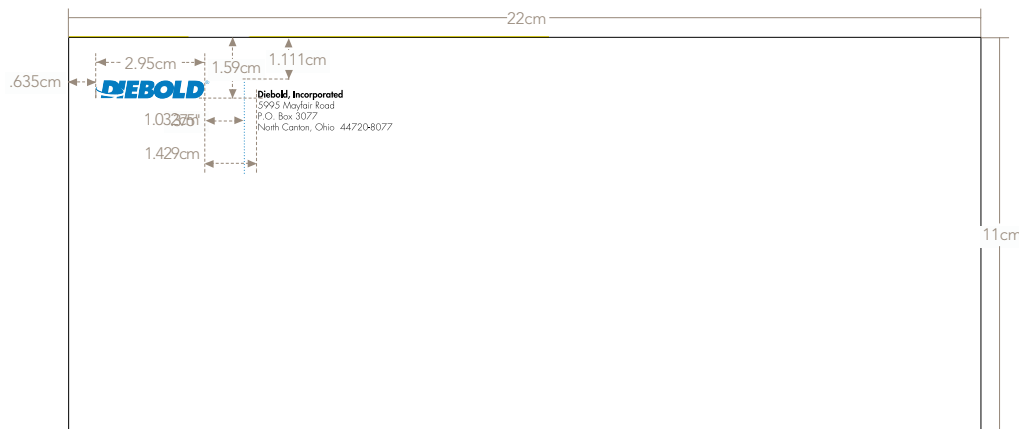 22cm
2.95cm
1.59cm
1.111cm
.635cm
DIEBOLD
Diebold, Incorporated
5995 Mayfair Road
P.O. Box 3077
North Canton, Ohio 44720-8077
1.429cm
11cm